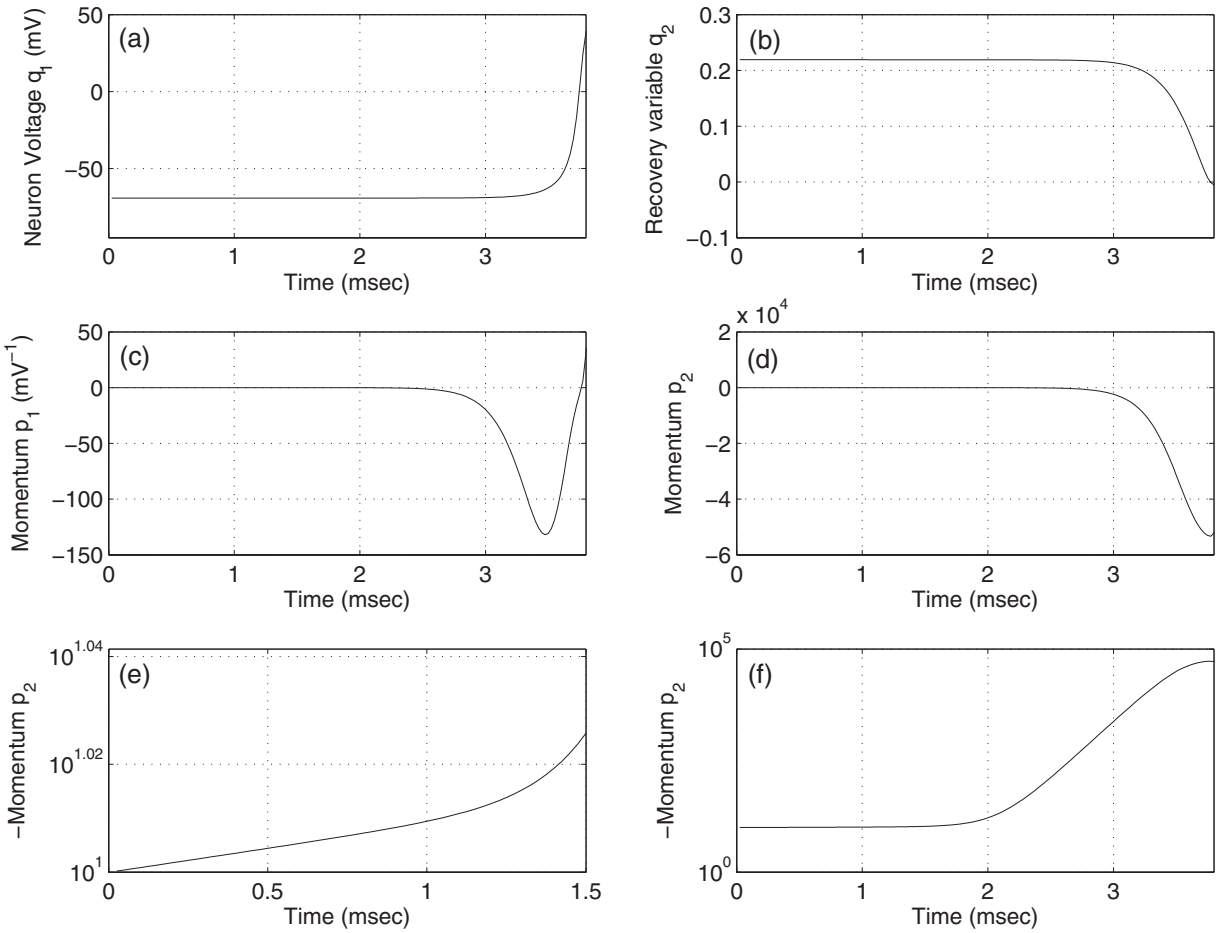 (a)
Neuron Voltage q1 (mV)
50
0
−50
0
1
2
3
Time (msec)
(b)
Recovery variable q2
0.3
0.2
0.1
0
−0.1
0
1
2
3
Time (msec)
(c)
Momentum p1 (mV−1)
50
0
−50
−100
−150
0
1
2
3
Time (msec)
x 10^4
(d)
Momentum p2
2
0
−2
−4
−6
0
1
2
3
Time (msec)
(e)
−Momentum p2
10^1.04
10^1.02
10^1
0
0.5
1
1.5
Time (msec)
(f)
−Momentum p2
10^5
10^0
0
1
2
3
Time (msec)